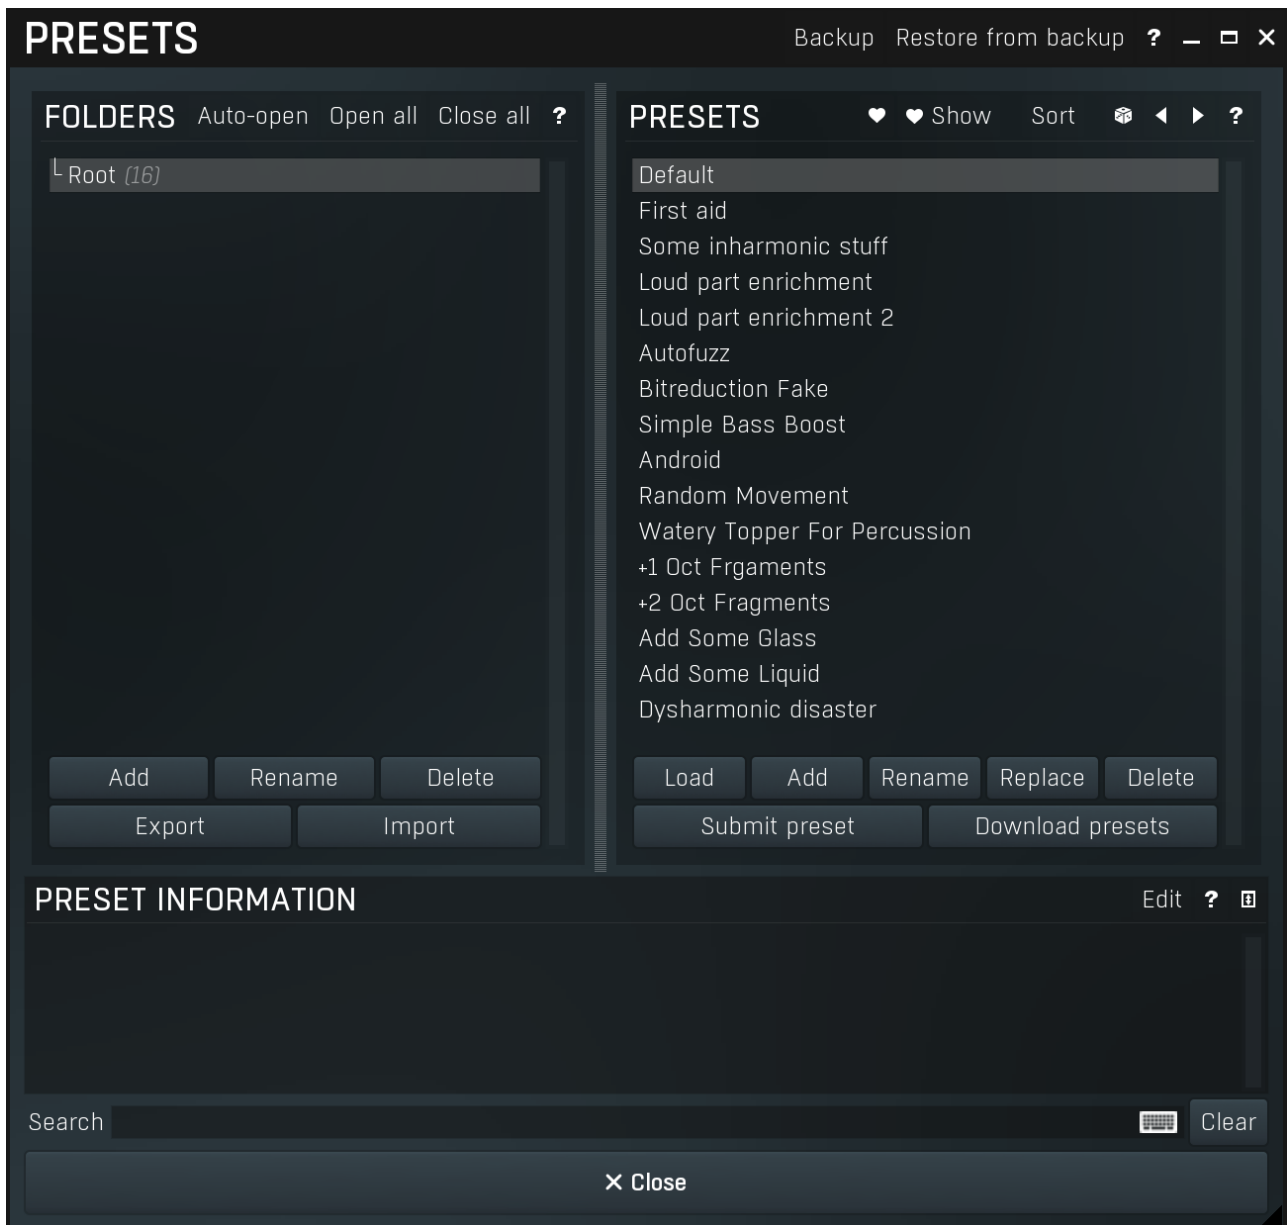 PRESETS Backup Restore from backup ?
FOLDERS Auto-open Open all Close all ?
Root (16)
Add Rename Delete
Export Import
PRESETS Show Sort ?
Default
First aid
Some inharmonic stuff
Loud part enrichment
Loud part enrichment 2
Autofuzz
Bitreduction Fake
Simple Bass Boost
Android
Random Movement
Watery Topper For Percussion
+1 Oct Frgaments
+2 Oct Fragments
Add Some Glass
Add Some Liquid
Dysharmonic disaster
Load Add Rename Replace Delete
Submit preset Download presets
PRESET INFORMATION Edit ?
Search Clear
Close